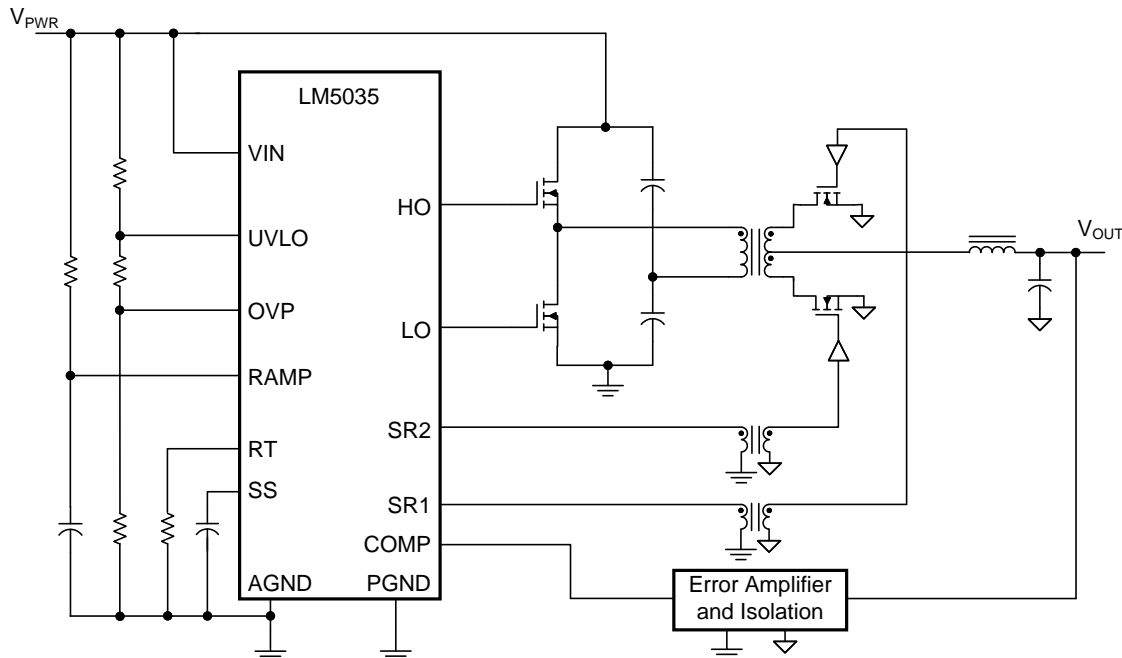 VPWR
LM5035
VIN
HO
UVLO
VOUT
OVP
LO
RAMP
SR2
RT
SS
SR1
COMP
AGND
PGND
Error Amplifier
and Isolation